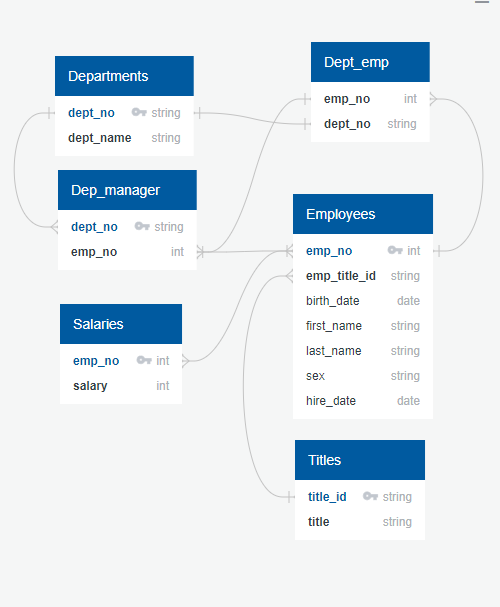 Departments
dept_no string
dept_name string
Dept_emp
emp_no int
dept_no string
Dep_manager
dept_no string
emp_no int
Employees
emp_no int
emp_title_id string
birth_date date
first_name string
last_name string
sex string
hire_date date
Salaries
emp_no int
salary int
Titles
title_id string
title string